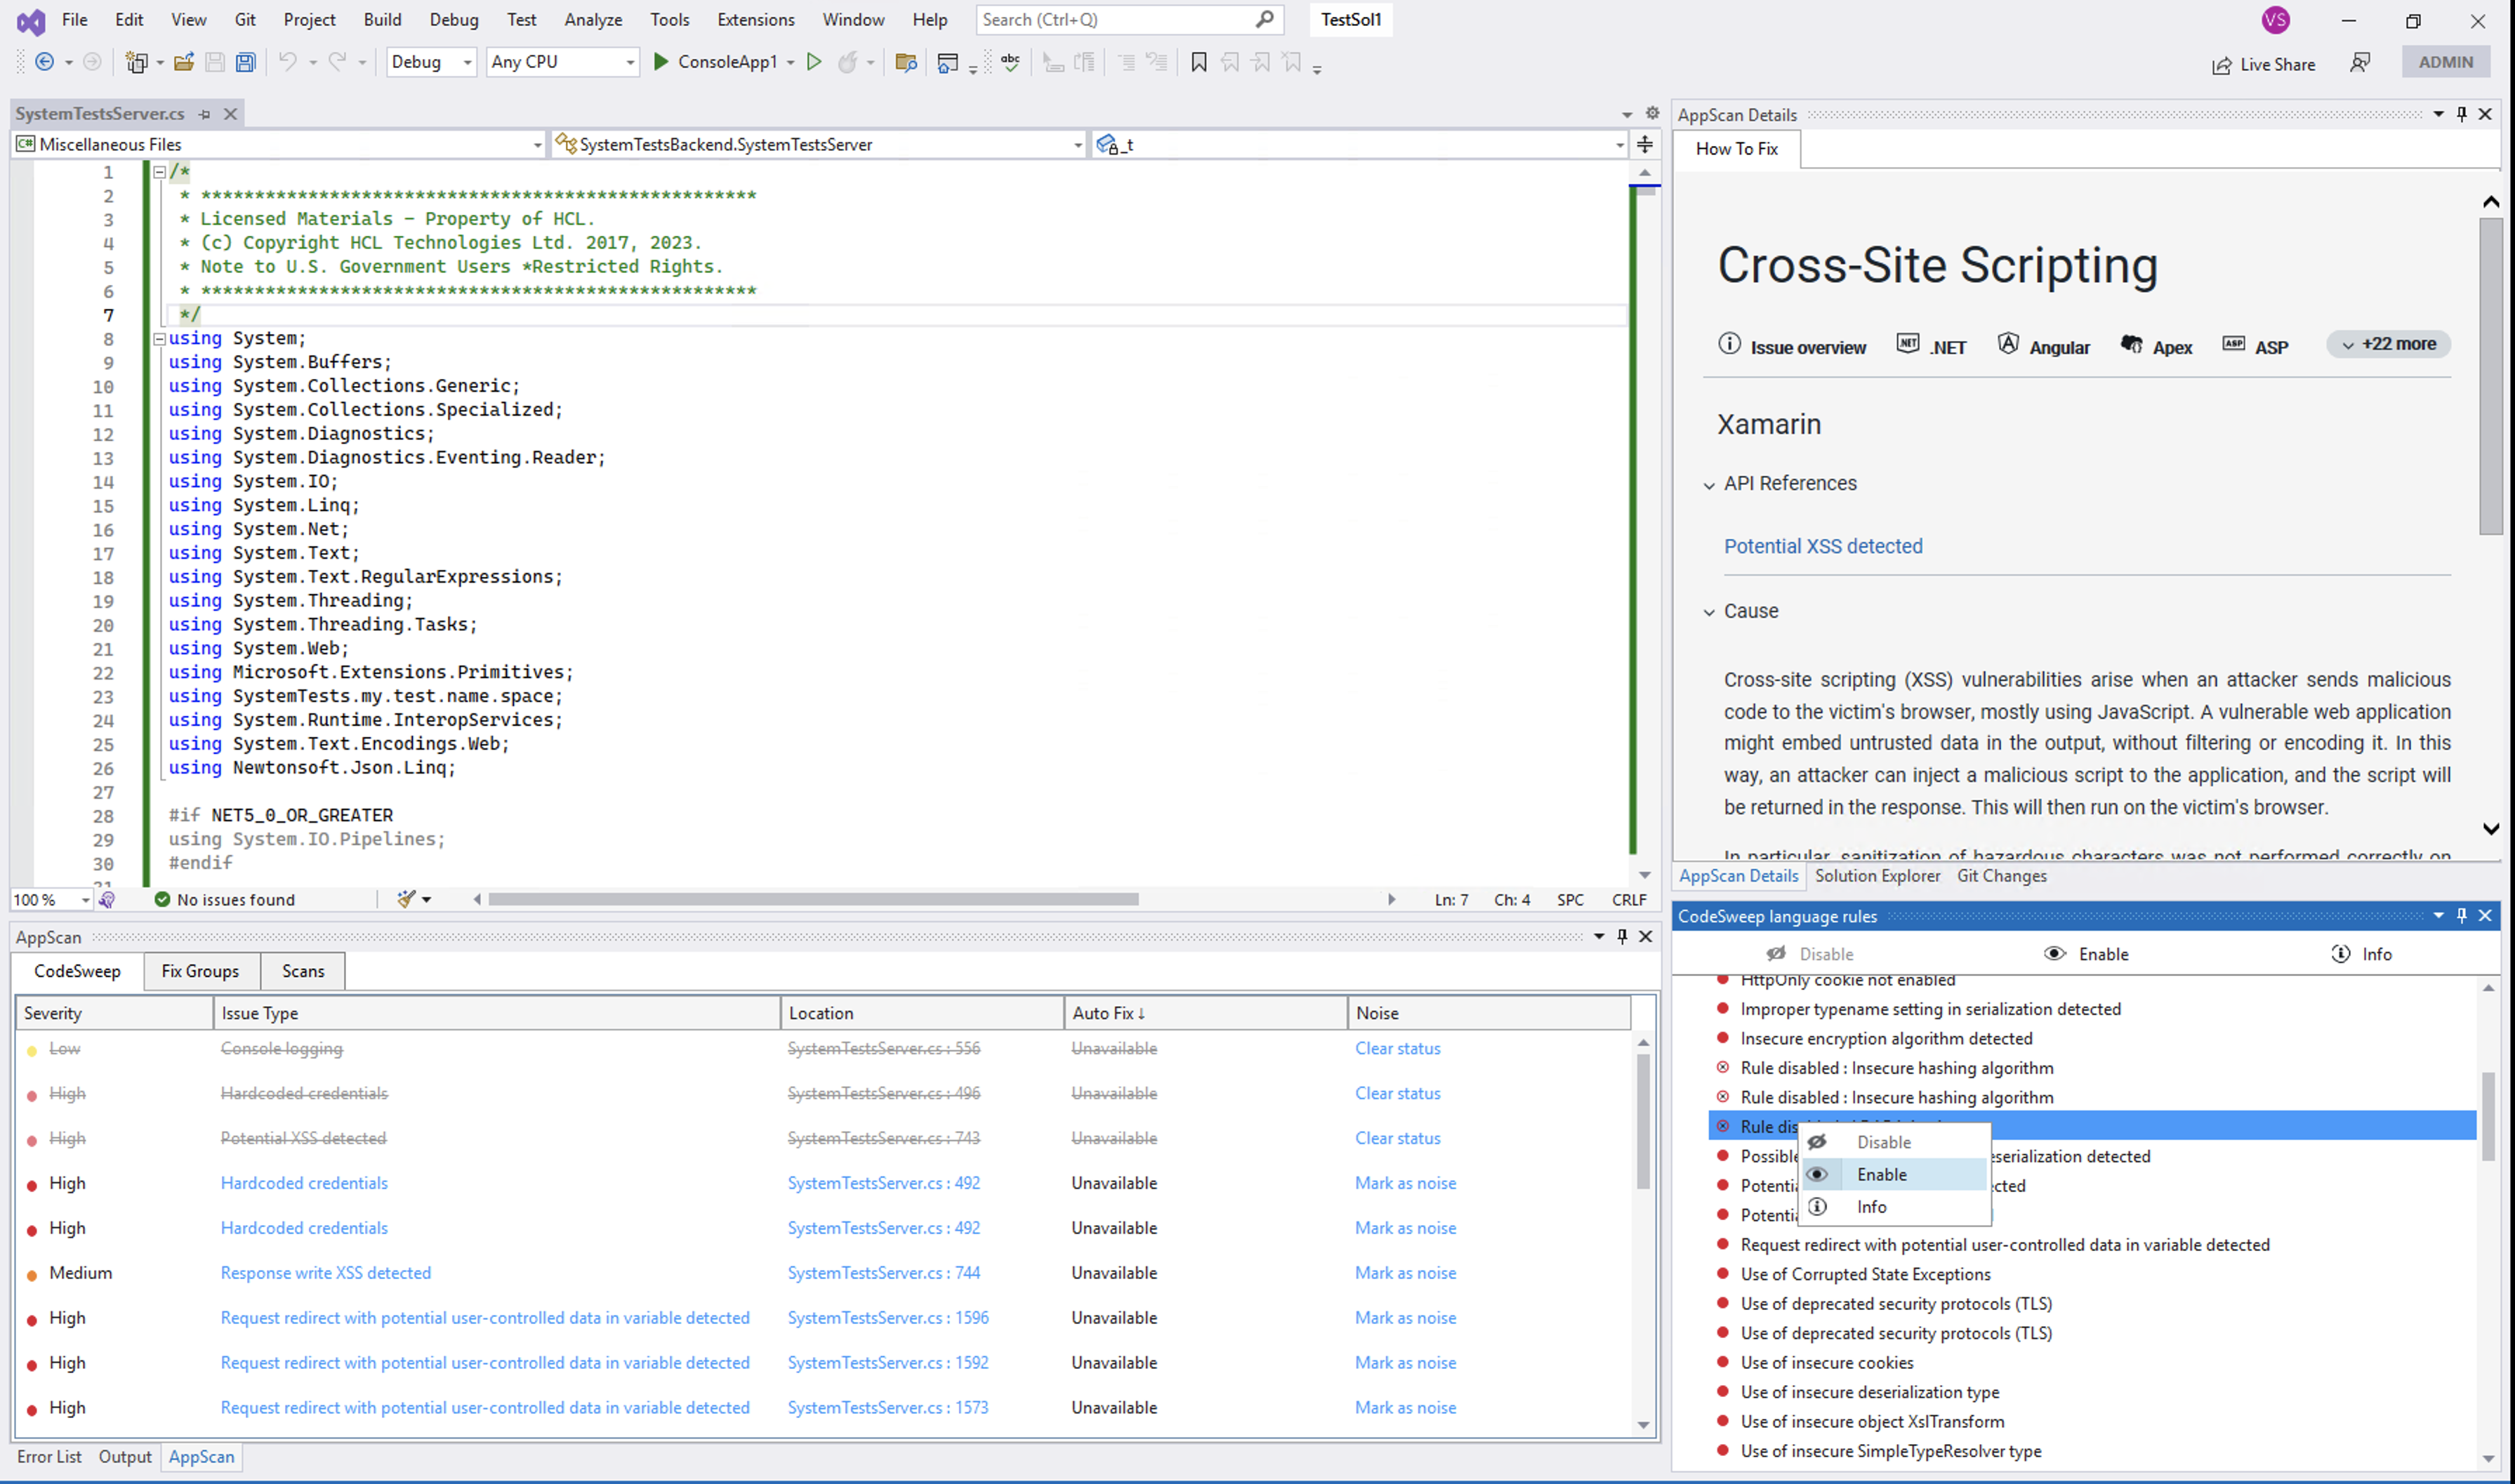 File Edit View Git Project Build Debug Test Analyze Tools Extensions Window Help Search (Ctrl+Q) TestSol1 VS
Debug Any CPU ConsoleApp1 abc Live Share ADMIN
SystemTestsServer.cs
C# Miscellaneous Files SystemTestsBackend.SystemTestsServer _t
1 /*
2 * ****************************************************
3 * Licensed Materials – Property of HCL.
4 * (c) Copyright HCL Technologies Ltd. 2017, 2023.
5 * Note to U.S. Government Users *Restricted Rights.
6 * ****************************************************
7 */
8 using System;
9 using System.Buffers;
10 using System.Collections.Generic;
11 using System.Collections.Specialized;
12 using System.Diagnostics;
13 using System.Diagnostics.Eventing.Reader;
14 using System.IO;
15 using System.Linq;
16 using System.Net;
17 using System.Text;
18 using System.Text.RegularExpressions;
19 using System.Threading;
20 using System.Threading.Tasks;
21 using System.Web;
22 using Microsoft.Extensions.Primitives;
23 using SystemTests.my.test.name.space;
24 using System.Runtime.InteropServices;
25 using System.Text.Encodings.Web;
26 using Newtonsoft.Json.Linq;
27
28 #if NET5_0_OR_GREATER
29 using System.IO.Pipelines;
30 #endif
100 % No issues found Ln: 7 Ch: 4 SPC CRLF
AppScan
CodeSweep Fix Groups Scans
Severity Issue Type Location Auto Fix↓ Noise
Low Console logging SystemTestsServer.cs : 556 Unavailable Clear status
High Hardcoded credentials SystemTestsServer.cs : 496 Unavailable Clear status
High Potential XSS detected SystemTestsServer.cs : 743 Unavailable Clear status
High Hardcoded credentials SystemTestsServer.cs : 492 Unavailable Mark as noise
High Hardcoded credentials SystemTestsServer.cs : 492 Unavailable Mark as noise
Medium Response write XSS detected SystemTestsServer.cs : 744 Unavailable Mark as noise
High Request redirect with potential user-controlled data in variable detected SystemTestsServer.cs : 1596 Unavailable Mark as noise
High Request redirect with potential user-controlled data in variable detected SystemTestsServer.cs : 1592 Unavailable Mark as noise
High Request redirect with potential user-controlled data in variable detected SystemTestsServer.cs : 1573 Unavailable Mark as noise
Error List Output AppScan
AppScan Details
How To Fix
Cross-Site Scripting
Issue overview .NET .NET Angular Apex ASP ASP +22 more
Xamarin
API References
Potential XSS detected
Cause
Cross-site scripting (XSS) vulnerabilities arise when an attacker sends malicious
code to the victim's browser, mostly using JavaScript. A vulnerable web application
might embed untrusted data in the output, without filtering or encoding it. In this
way, an attacker can inject a malicious script to the application, and the script will
be returned in the response. This will then run on the victim's browser.
In particular, sanitization of hazardous characters was not performed correctly on
AppScan Details Solution Explorer Git Changes
CodeSweep language rules
Disable Enable Info
HttpOnly cookie not enabled
Improper typename setting in serialization detected
Insecure encryption algorithm detected
Rule disabled : Insecure hashing algorithm
Rule disabled : Insecure hashing algorithm
Rule dis
Possible eserialization detected
Potenti cted
Potenti
Disable
Enable
Info
Request redirect with potential user-controlled data in variable detected
Use of Corrupted State Exceptions
Use of deprecated security protocols (TLS)
Use of deprecated security protocols (TLS)
Use of insecure cookies
Use of insecure deserialization type
Use of insecure object XslTransform
Use of insecure SimpleTypeResolver type